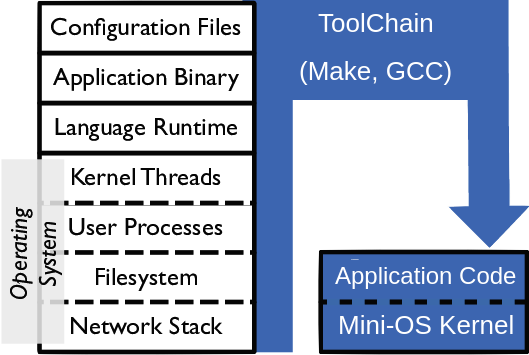 Configuration Files
Application Binary
Language Runtime
Kernel Threads
User Processes
Filesystem
Network Stack
Operating
System
ToolChain
(Make, GCC)
Application Code
Mini-OS Kernel